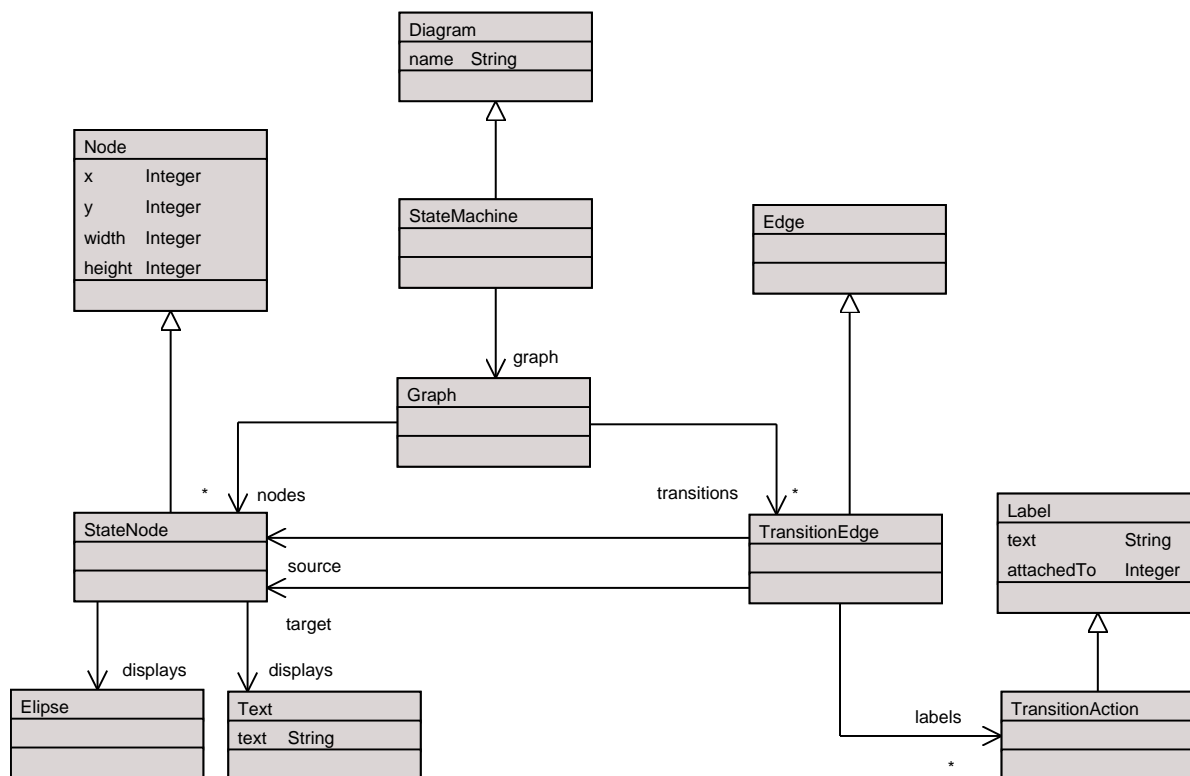 Diagram
name String
Node
x Integer
y Integer
width Integer
height Integer
StateMachine
Edge
graph
Graph
* nodes
transitions *
StateNode
TransitionEdge
Label
text String
attachedTo Integer
source
target
displays
displays
Elipse
Text
text String
labels
TransitionAction
*